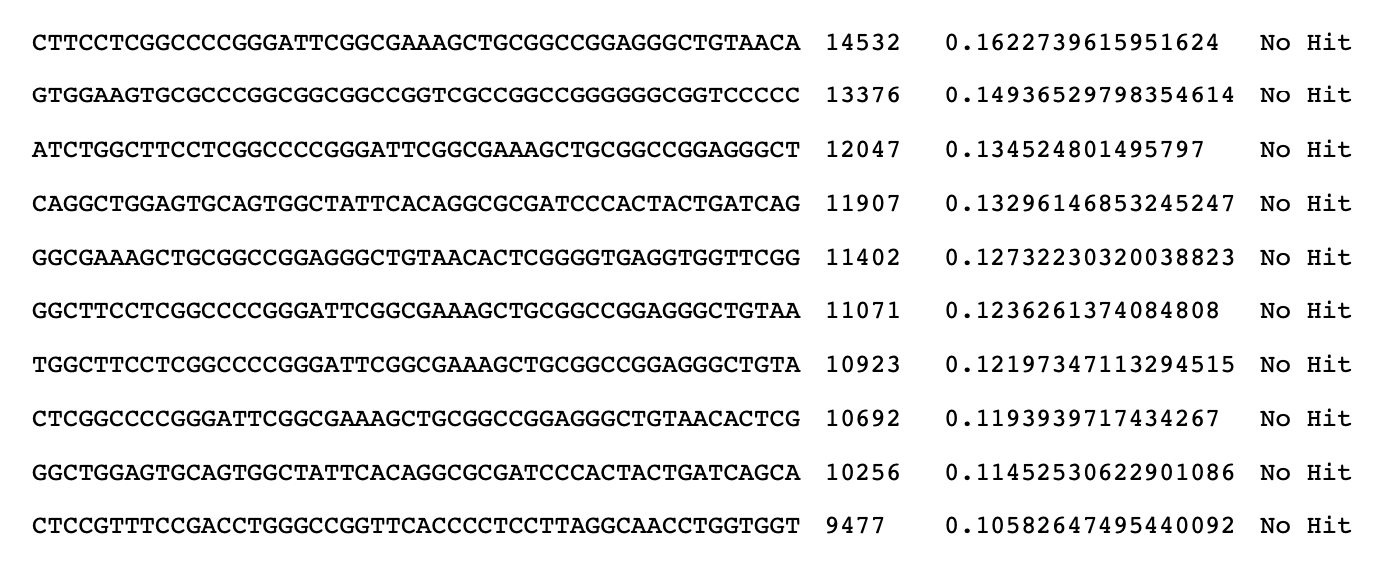 CTTCCTCGGCCCCGGGATTCGGCGAAAGCTGCGGCCGGAGGGCTGTAACA 14532 0.1622739615951624 No Hit
GTGGAAGTGCGCCCGGCGGCGGCCGGTCGCCGGCCGGGGGGCGGTCCCCC 13376 0.14936529798354614 No Hit
ATCTGGCTTCCTCGGCCCCGGGATTCGGCGAAAGCTGCGGCCGGAGGGCT 12047 0.134524801495797 No Hit
CAGGCTGGAGTGCAGTGGCTATTCACAGGCGCGATCCCACTACTGATCAG 11907 0.13296146853245247 No Hit
GGCGAAAGCTGCGGCCGGAGGGCTGTAACACTCGGGGTGAGGTGGTTCGG 11402 0.12732230320038823 No Hit
GGCTTCCTCGGCCCCGGGATTCGGCGAAAGCTGCGGCCGGAGGGCTGTAA 11071 0.1236261374084808 No Hit
TGGCTTCCTCGGCCCCGGGATTCGGCGAAAGCTGCGGCCGGAGGGCTGTA 10923 0.12197347113294515 No Hit
CTCGGCCCCGGGATTCGGCGAAAGCTGCGGCCGGAGGGCTGTAACACTCG 10692 0.1193939717434267 No Hit
GGCTGGAGTGCAGTGGCTATTCACAGGCGCGATCCCACTACTGATCAGCA 10256 0.11452530622901086 No Hit
CTCCGTTTCCGACCTGGGCCGGTTCACCCCTCCTTAGGCAACCTGGTGGT 9477 0.10582647495440092 No Hit